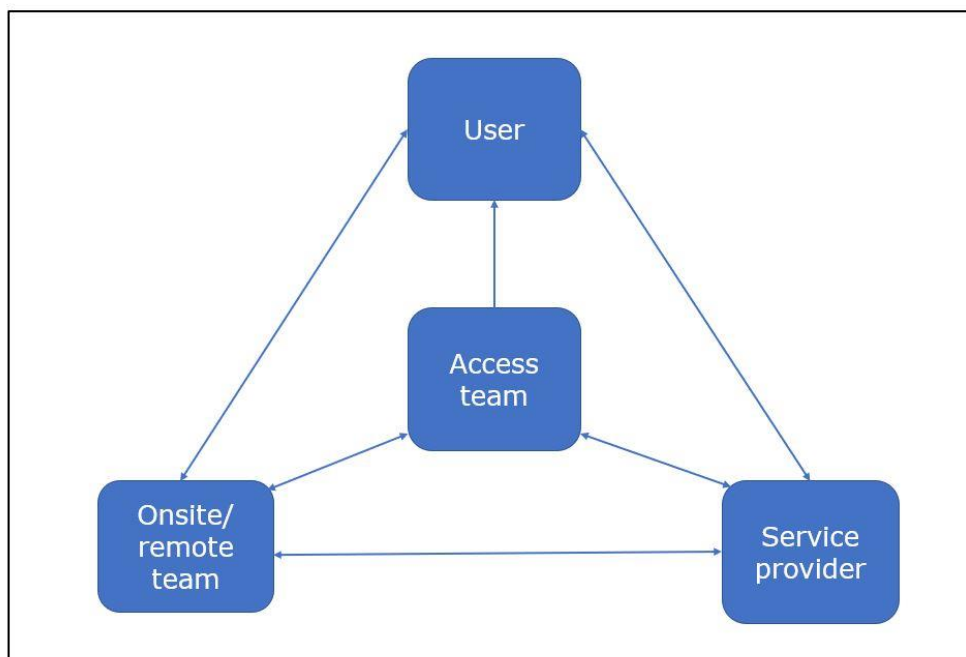 User
Access
team
Onsite/
remote
team
Service
provider